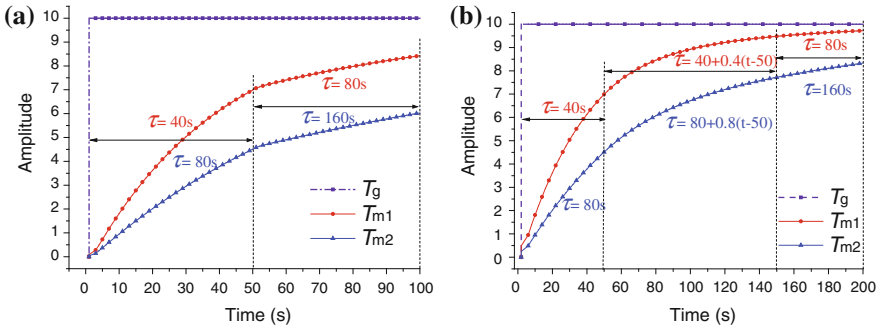 (a)
10
9
8
7
6
5
4
3
2
1
0
Amplitude
τ= 40s
τ= 80s
τ= 80s
τ= 160s
Tg
Tm1
Tm2
0 10 20 30 40 50 60 70 80 90 100
Time (s)
(b)
10
9
8
7
6
5
4
3
2
1
0
Amplitude
τ= 40s
τ= 40+0.4(t-50)
τ= 80s
τ= 80s
τ= 80+0.8(t-50)
τ=160s
Tg
Tm1
Tm2
0 20 40 60 80 100 120 140 160 180 200
Time (s)